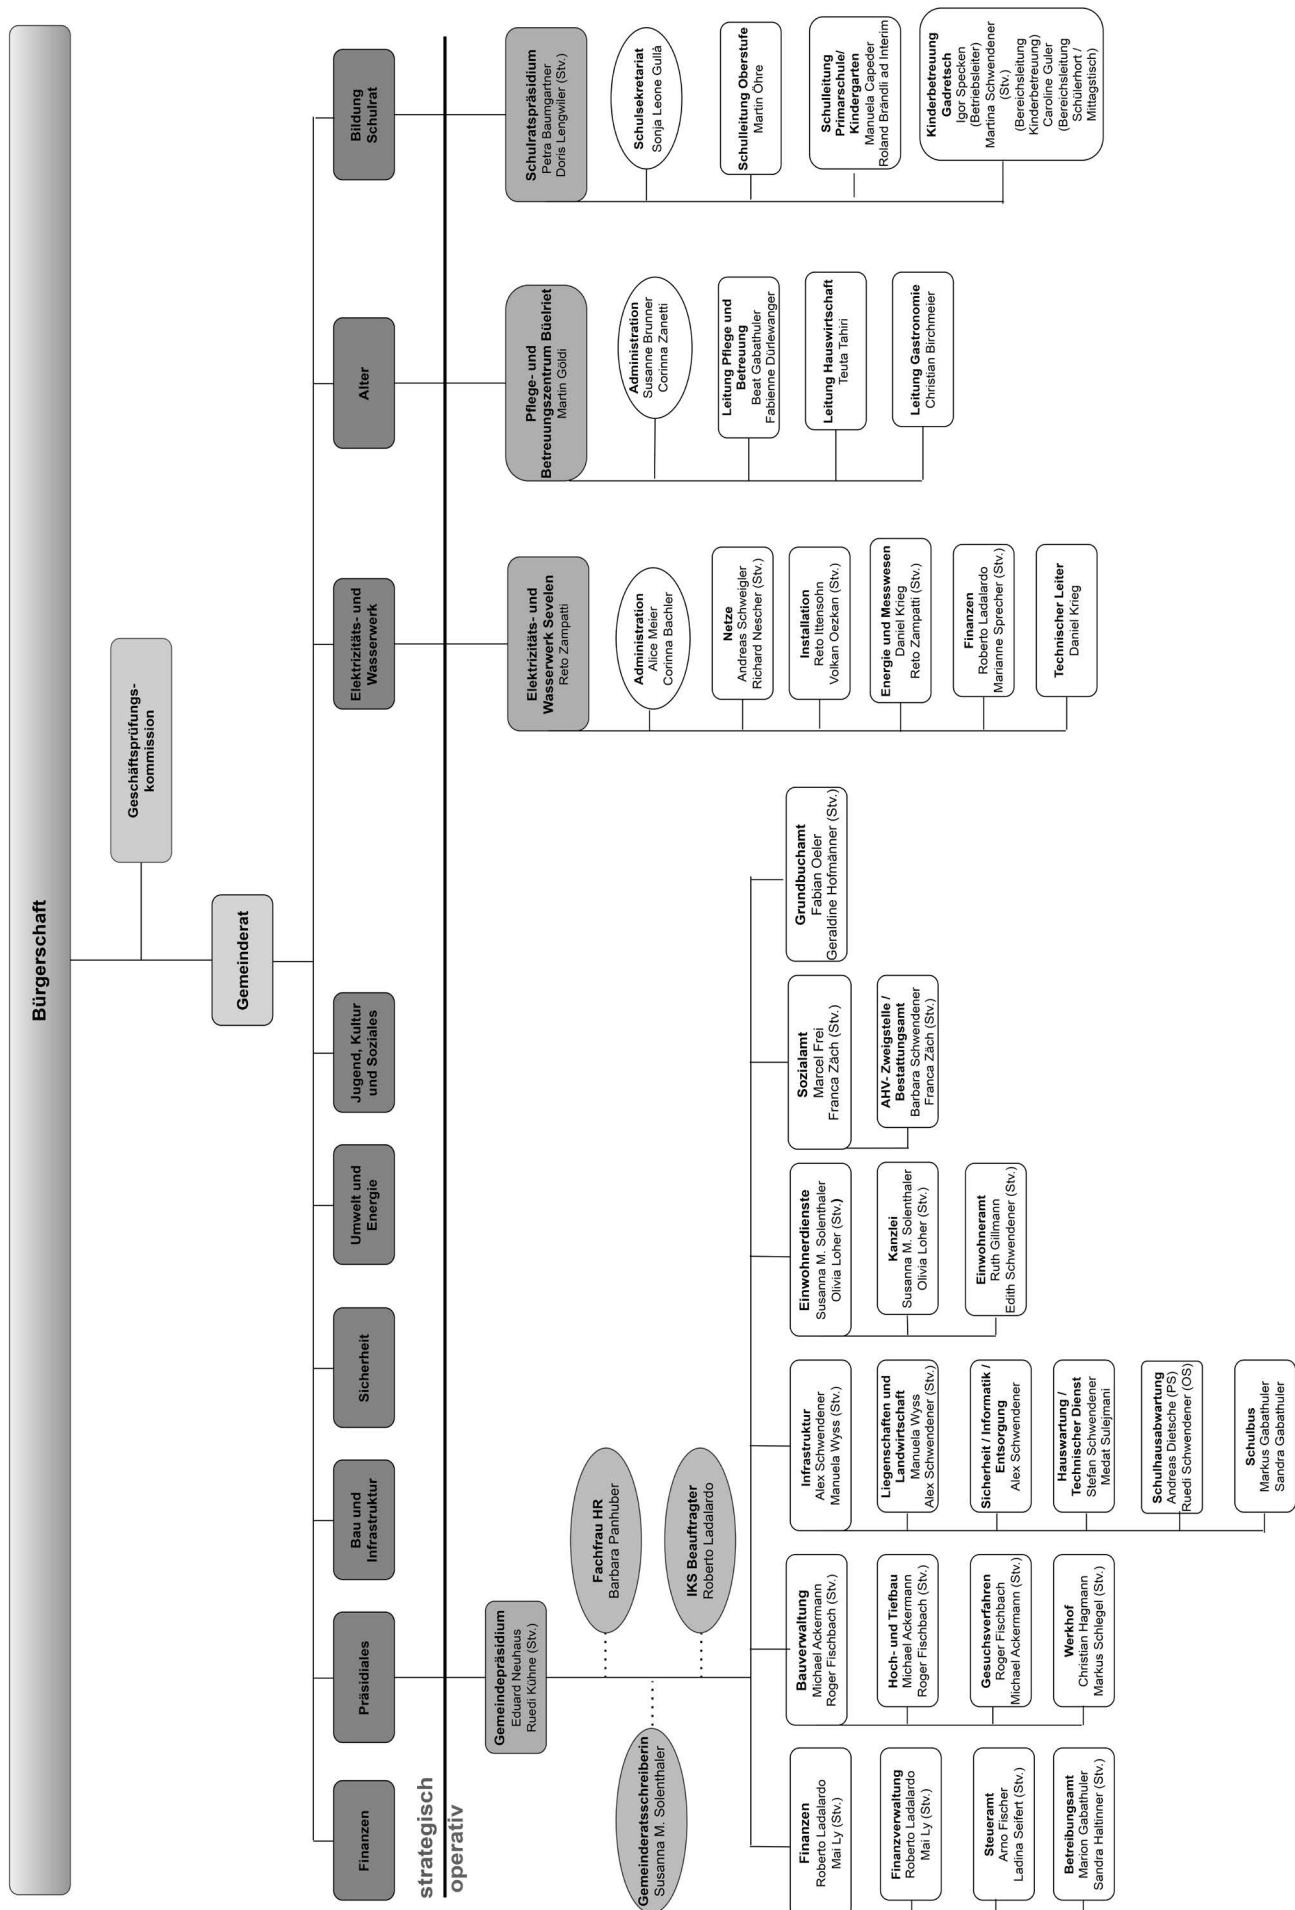 Bürgerschaft
Geschäftsprüfungs-
kommission
Gemeinderat
Finanzen
Präsidiales
Bau und
Infrastruktur
Sicherheit
Umwelt und
Energie
Jugend, Kultur
und Soziales
Elektrizitäts- und
Wasserwerk
Alter
Bildung
Schulrat
strategisch
operativ
Gemeindepräsidium
Eduard Neuhaus
Ruedi Kühne (Stv.)
Fachfrau HR
Barbara Panhuber
Gemeinderatsschreiberin
Susanna M. Solenthaler
IKS Beauftragter
Roberto Ladalardo
Finanzen
Roberto Ladalardo
Mai Ly (Stv.)
Finanzverwaltung
Roberto Ladalardo
Mai Ly (Stv.)
Steueramt
Arno Fischer
Ladina Seifert (Stv.)
Betreibungsamt
Marion Gabathuler
Sandra Haltinner (Stv.)
Bauverwaltung
Michael Ackermann
Roger Fischbach (Stv.)
Hoch- und Tiefbau
Michael Ackermann
Roger Fischbach (Stv.)
Gesuchsverfahren
Roger Fischbach
Michael Ackermann (Stv.)
Werkhof
Christian Hagmann
Markus Schlegel (Stv.)
Infrastruktur
Alex Schwendener
Manuela Wyss (Stv.)
Liegenschaften und
Landwirtschaft
Manuela Wyss
Alex Schwendener (Stv.)
Sicherheit / Informatik /
Entsorgung
Alex Schwendener
Hauswartung /
Technischer Dienst
Stefan Schwendener
Medat Sulejmani
Schulhausabwartung
Andreas Dietsche (PS)
Ruedi Schwendener (OS)
Schulbus
Markus Gabathuler
Sandra Gabathuler
Einwohnerdienste
Susanna M. Solenthaler
Olivia Loher (Stv.)
Kanzlei
Susanna M. Solenthaler
Olivia Loher (Stv.)
Einwohneramt
Ruth Gillmann
Edith Schwendener (Stv.)
Sozialamt
Marcel Frei
Franca Zäch (Stv.)
AHV- Zweigstelle /
Bestattungsamt
Barbara Schwendener
Franca Zäch (Stv.)
Grundbuchamt
Fabian Oeler
Geraldine Hofmänner (Stv.)
Elektrizitäts- und
Wasserwerk Sevelen
Reto Zampatti
Administration
Alice Meier
Corinna Bachler
Netze
Andreas Schweigler
Richard Nescher (Stv.)
Installation
Reto Ittensohn
Volkan Oezkan (Stv.)
Energie und Messwesen
Daniel Krieg
Reto Zampatti (Stv.)
Finanzen
Roberto Ladalardo
Marianne Sprecher (Stv.)
Technischer Leiter
Daniel Krieg
Pflege- und
Betreuungszentrum Büelriet
Martin Göldi
Administration
Susanne Brunner
Corinna Zanetti
Leitung Pflege und
Betreuung
Beat Gabathuler
Fabienne Dürlewanger
Leitung Hauswirtschaft
Teuta Tahiri
Leitung Gastronomie
Christian Birchmeier
Schulratspräsidium
Petra Baumgartner
Doris Lengwiler (Stv.)
Schulsekretariat
Sonja Leone Gullà
Schulleitung Oberstufe
Martin Öhre
Schulleitung
Primarschule/
Kindergarten
Manuela Capeder
Roland Brändli ad Interim
Kinderbetreuung
Gadretsch
Igor Specken
(Betriebsleiter)
Martina Schwendener
(Stv.)
(Bereichsleitung
Kinderbetreuung)
Caroline Guler
(Bereichsleitung
Schülerhort /
Mittagstisch)